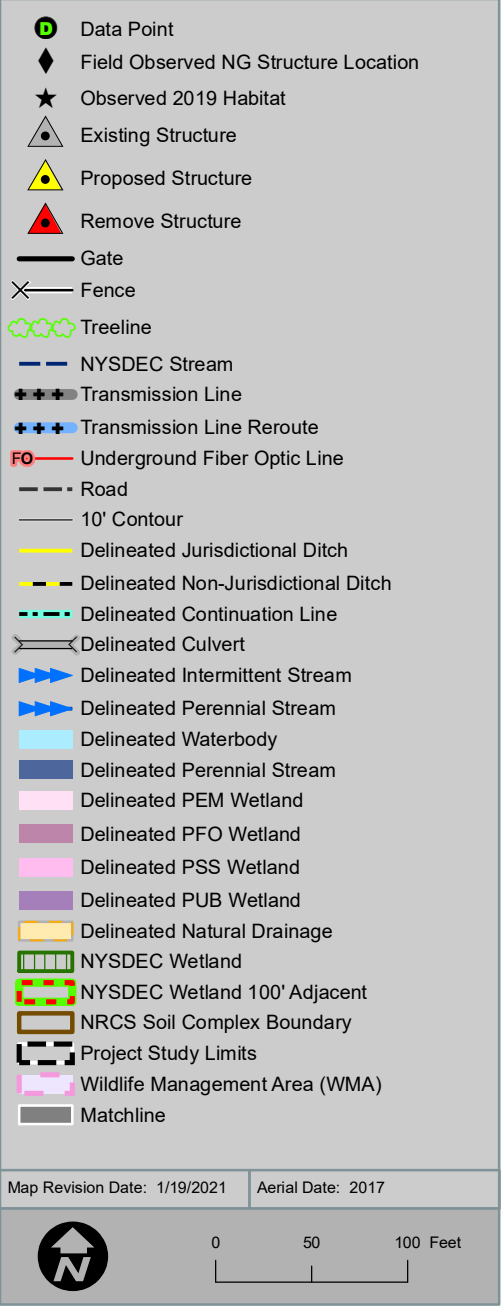 D Data Point
Field Observed NG Structure Location
Observed 2019 Habitat
Existing Structure
Proposed Structure
Remove Structure
Gate
Fence
Treeline
NYSDEC Stream
Transmission Line
Transmission Line Reroute
FO Underground Fiber Optic Line
Road
10' Contour
Delineated Jurisdictional Ditch
Delineated Non-Jurisdictional Ditch
Delineated Continuation Line
Delineated Culvert
Delineated Intermittent Stream
Delineated Perennial Stream
Delineated Waterbody
Delineated Perennial Stream
Delineated PEM Wetland
Delineated PFO Wetland
Delineated PSS Wetland
Delineated PUB Wetland
Delineated Natural Drainage
NYSDEC Wetland
NYSDEC Wetland 100' Adjacent
NRCS Soil Complex Boundary
Project Study Limits
Wildlife Management Area (WMA)
Matchline
Map Revision Date: 1/19/2021 Aerial Date: 2017
0 50 100 Feet
N